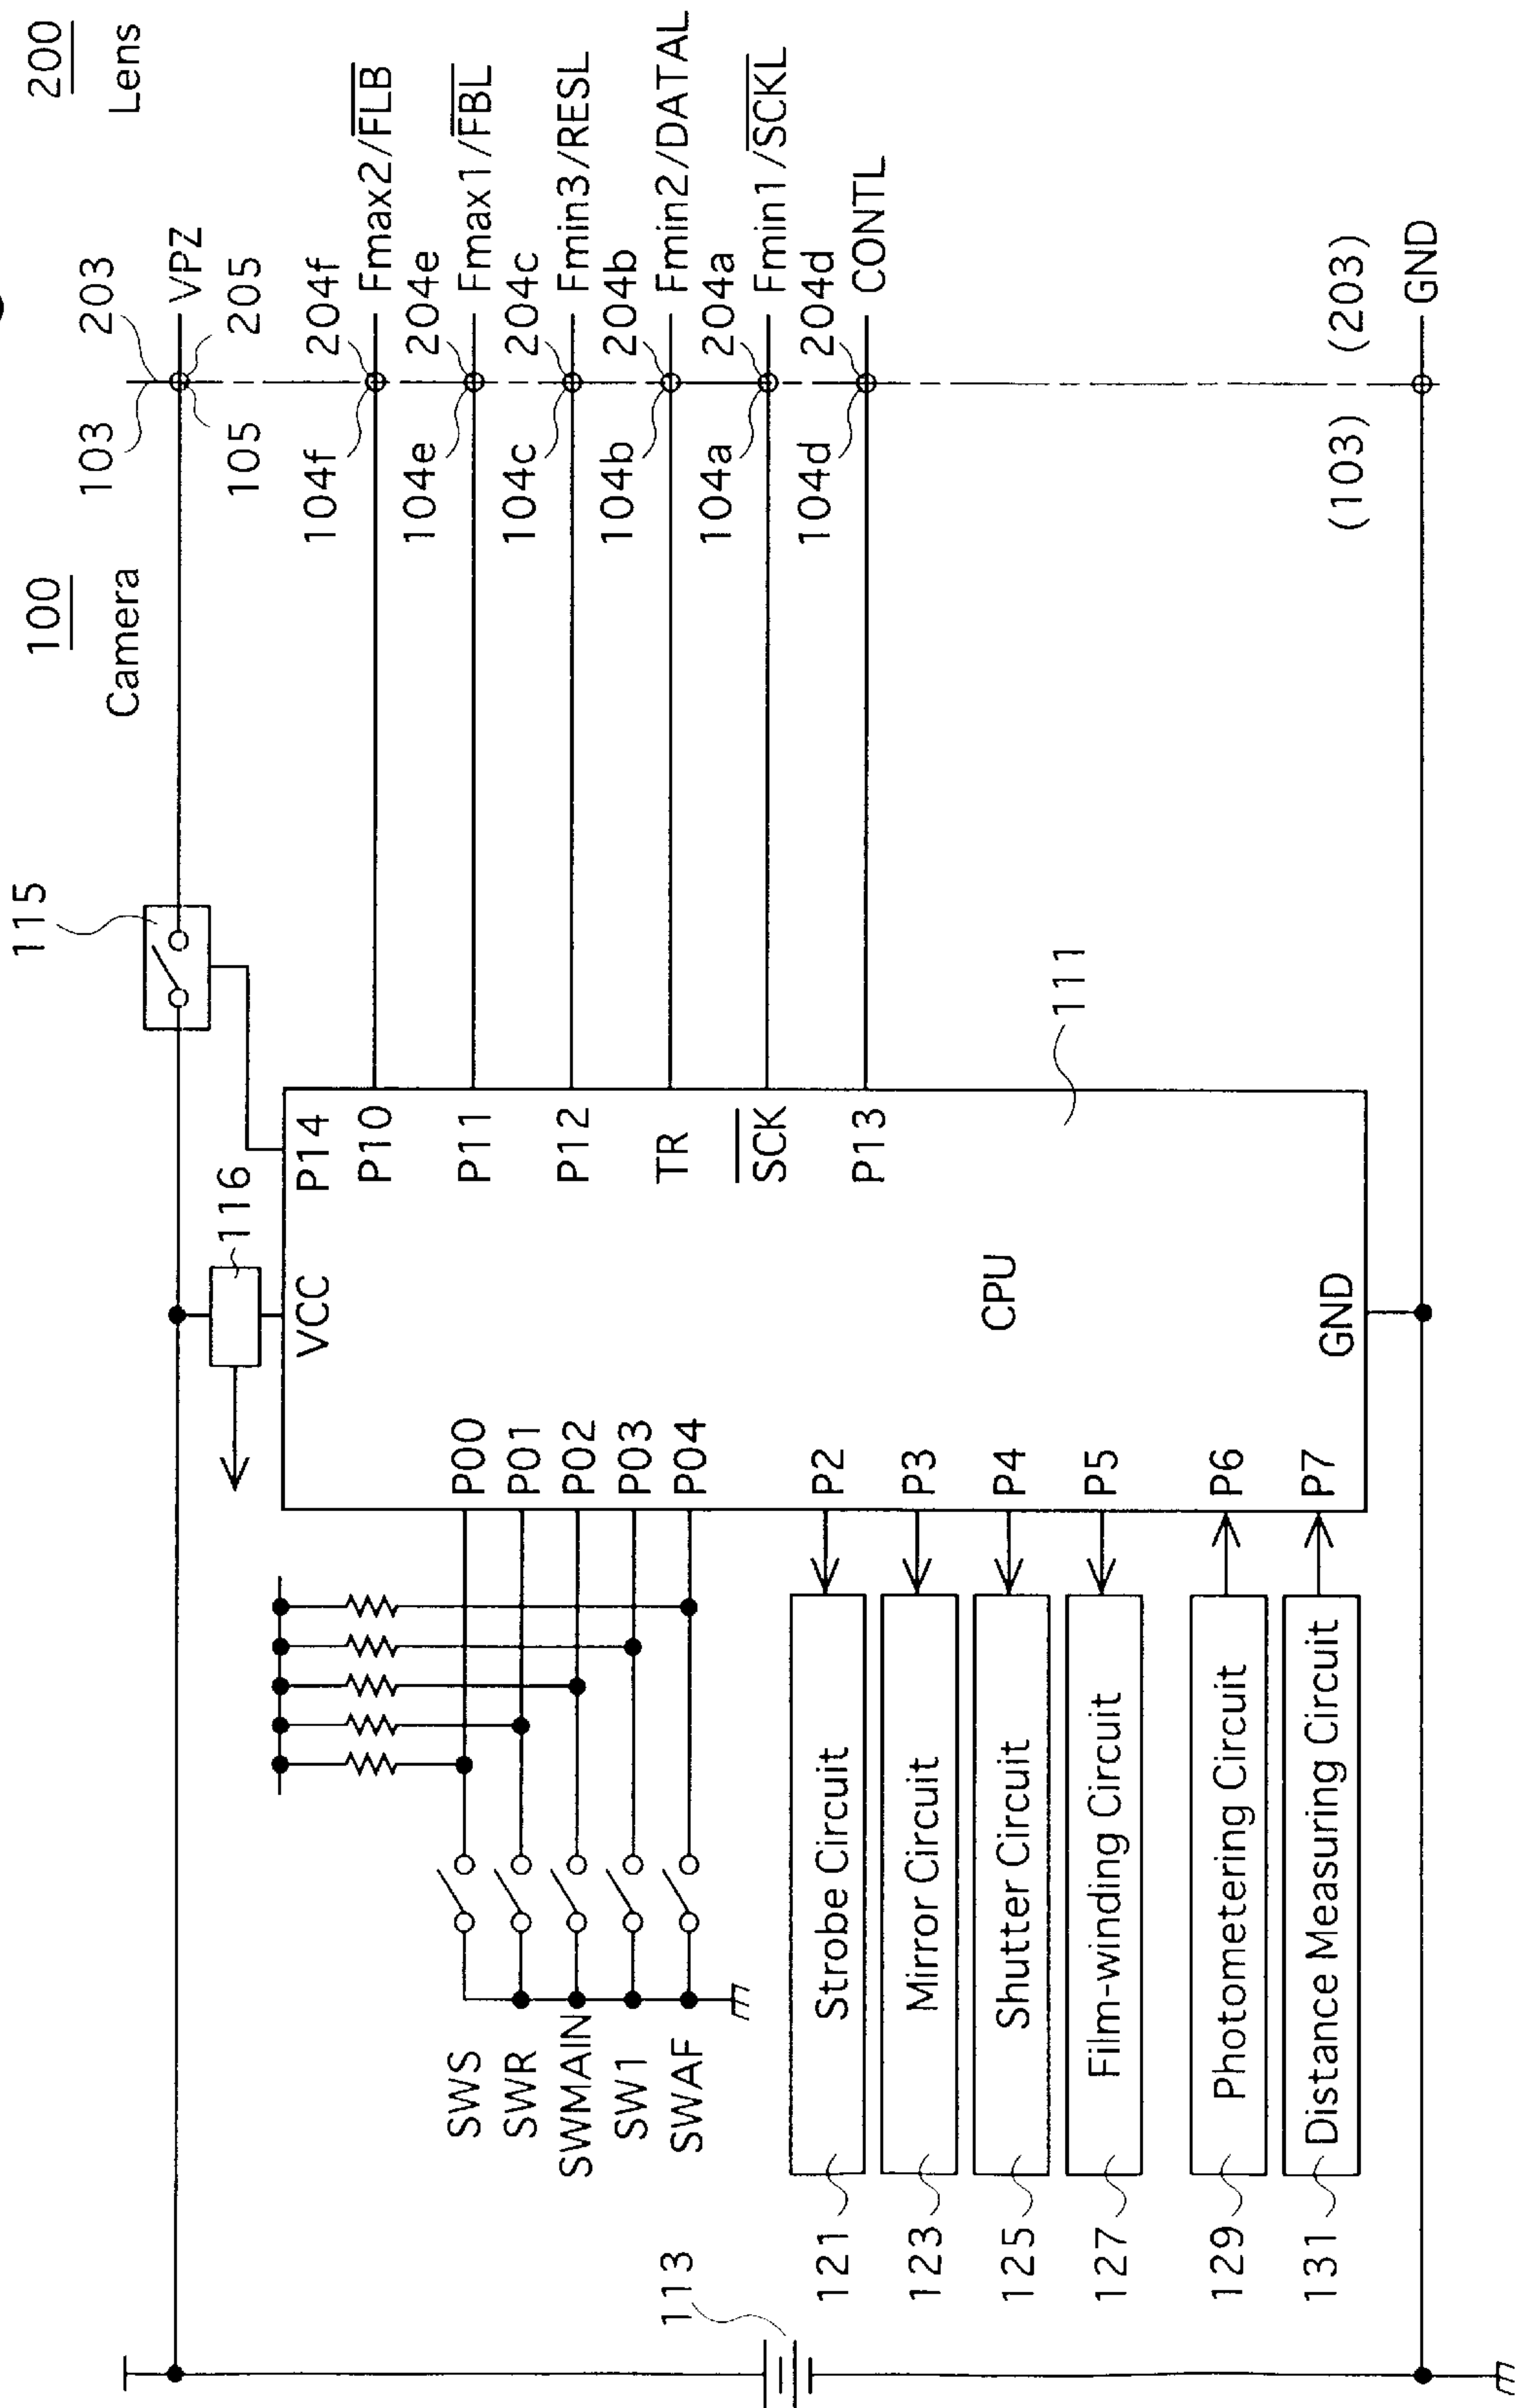 200
Lens
100
Camera
115
103
203
VPZ
105
205
116
104f
204f
Fmax2/F̅L̅B̅
104e
204e
Fmax1/F̅B̅L̅
104c
204c
Fmin3/RESL
104b
204b
Fmin2/DATAL
104a
204a
Fmin1/S̅C̅K̅L̅
104d
204d
CONTL
VCC
P14
P10
P11
P12
TR
S̅C̅K̅
P13
P00
P01
P02
P03
P04
P2
P3
P4
P5
P6
P7
CPU
GND
111
SWS
SWR
SWMAIN
SW1
SWAF
113
121
Strobe Circuit
123
Mirror Circuit
125
Shutter Circuit
127
Film-winding Circuit
129
Photometering Circuit
131
Distance Measuring Circuit
(103)
(203)
GND